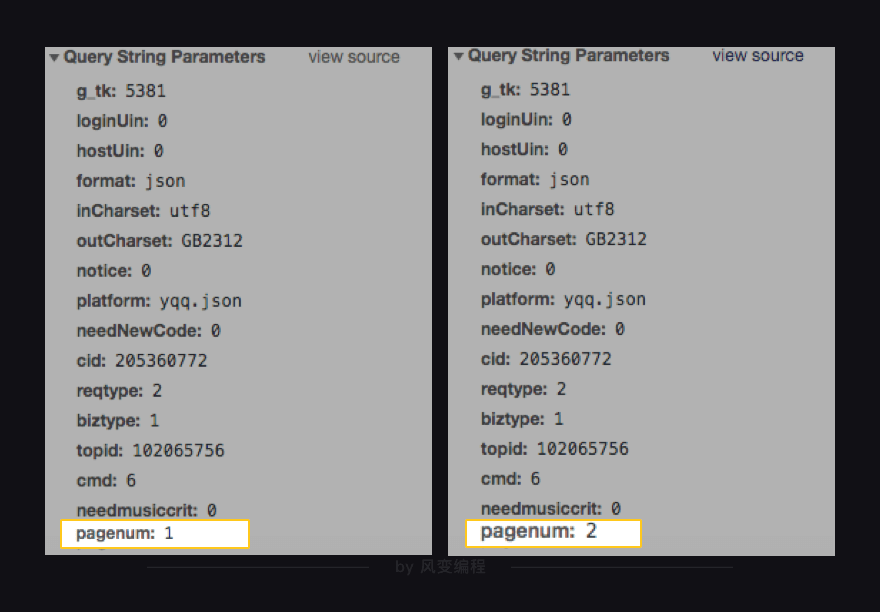 Query String Parameters view source
g_tk: 5381
loginUin: 0
hostUin: 0
format: json
inCharset: utf8
outCharset: GB2312
notice: 0
platform: yqq.json
needNewCode: 0
cid: 205360772
reqtype: 2
biztype: 1
topid: 102065756
cmd: 6
needmusiccrit: 0
pagenum: 1
Query String Parameters view source
g_tk: 5381
loginUin: 0
hostUin: 0
format: json
inCharset: utf8
outCharset: GB2312
notice: 0
platform: yqq.json
needNewCode: 0
cid: 205360772
reqtype: 2
biztype: 1
topid: 102065756
cmd: 6
needmusiccrit: 0
pagenum: 2
by 风变编程